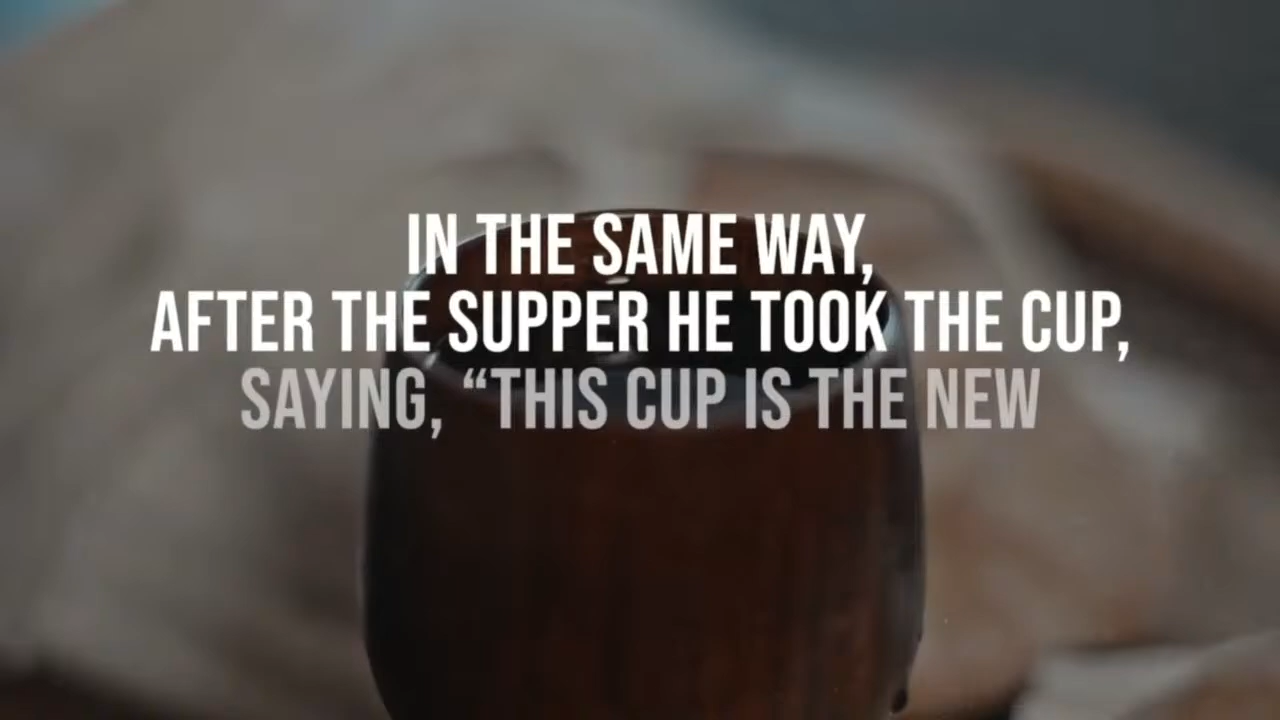 IN THE SAME WAY,
AFTER THE SUPPER HE TOOK THE CUP,
SAYING, “THIS CUP IS THE NEW